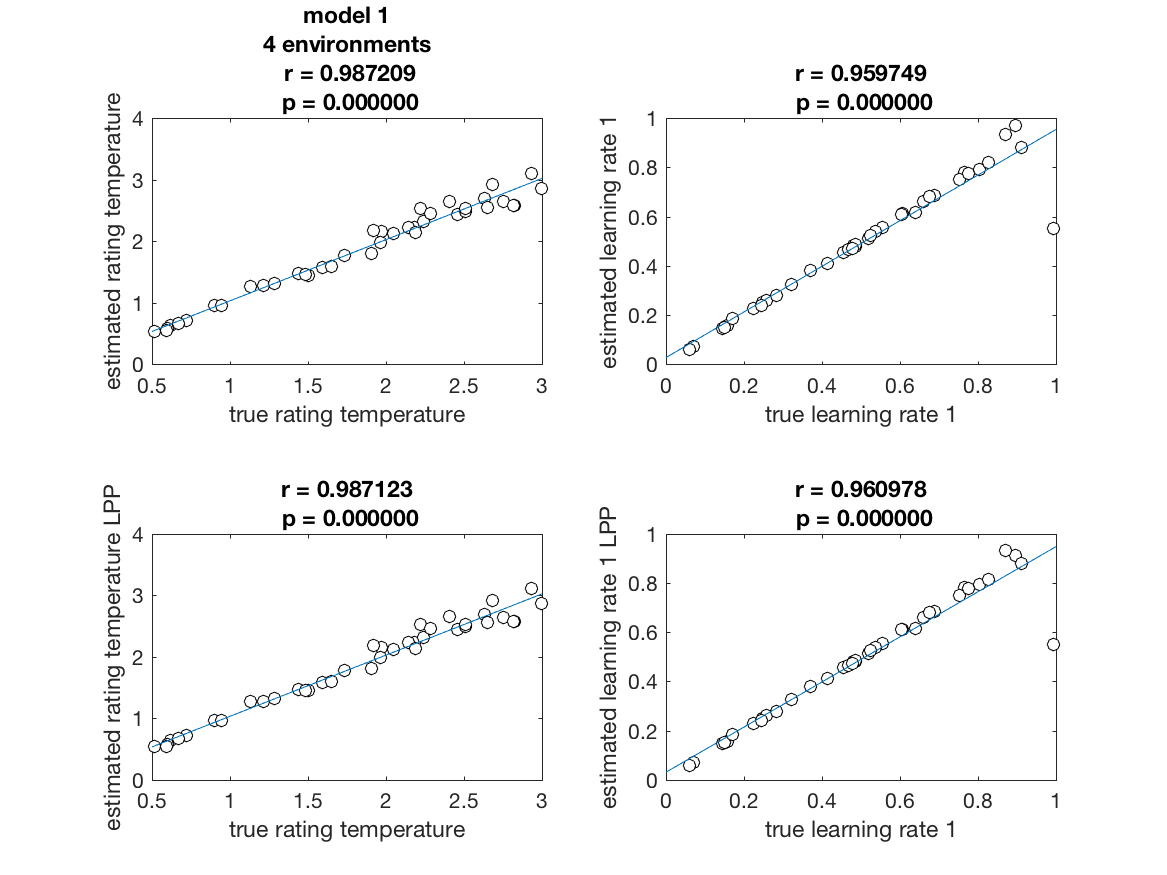 model 1
4 environments
r = 0.987209
p = 0.000000
estimated rating temperature
4
3
2
1
0
0.5
1
1.5
2
2.5
3
true rating temperature
r = 0.959749
p = 0.000000
estimated learning rate 1
1
0.8
0.6
0.4
0.2
0
0
0.2
0.4
0.6
0.8
1
true learning rate 1
r = 0.987123
p = 0.000000
estimated rating temperature LPP
4
3
2
1
0
0.5
1
1.5
2
2.5
3
true rating temperature
r = 0.960978
p = 0.000000
estimated learning rate 1 LPP
1
0.8
0.6
0.4
0.2
0
0
0.2
0.4
0.6
0.8
1
true learning rate 1